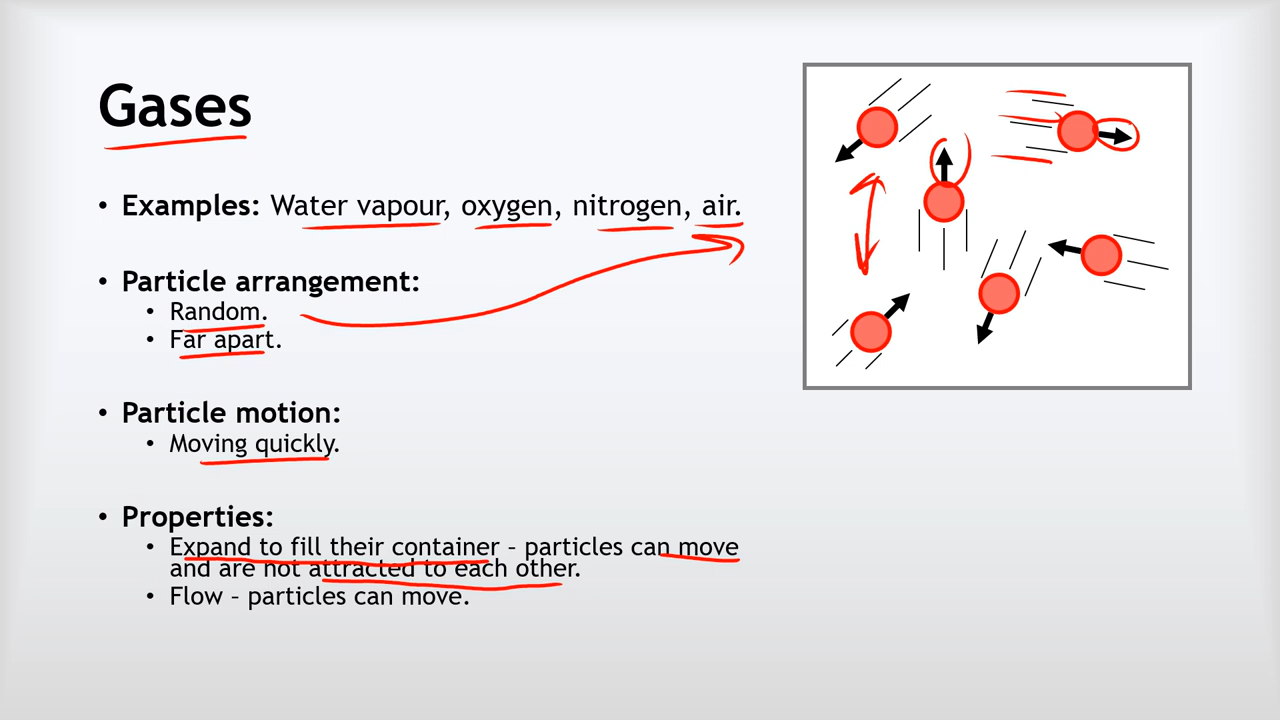 Gases
• Examples: Water vapour, oxygen, nitrogen, air.
• Particle arrangement:
• Random.
• Far apart.
• Particle motion:
• Moving quickly.
• Properties:
• Expand to fill their container – particles can move
and are not attracted to each other.
• Flow – particles can move.